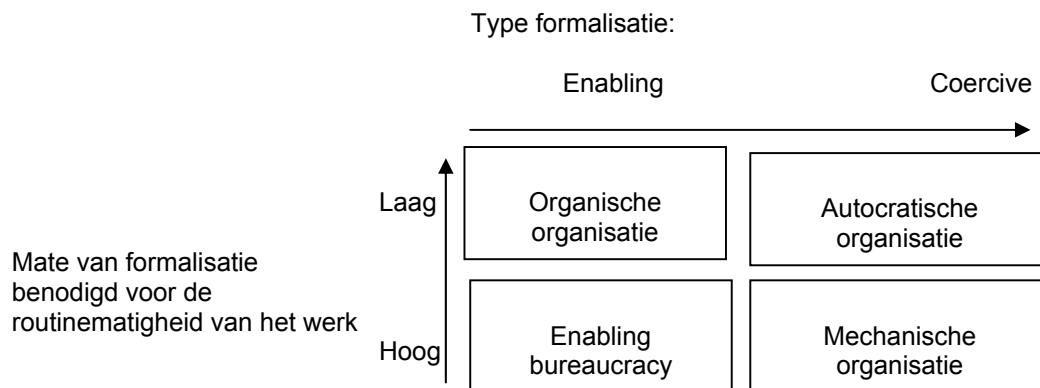 Type formalisatie:
Enabling Coercive
Laag
Organische
organisatie
Autocratische
organisatie
Mate van formalisatie
benodigd voor de
routinematigheid van het werk
Hoog
Enabling
bureaucracy
Mechanische
organisatie